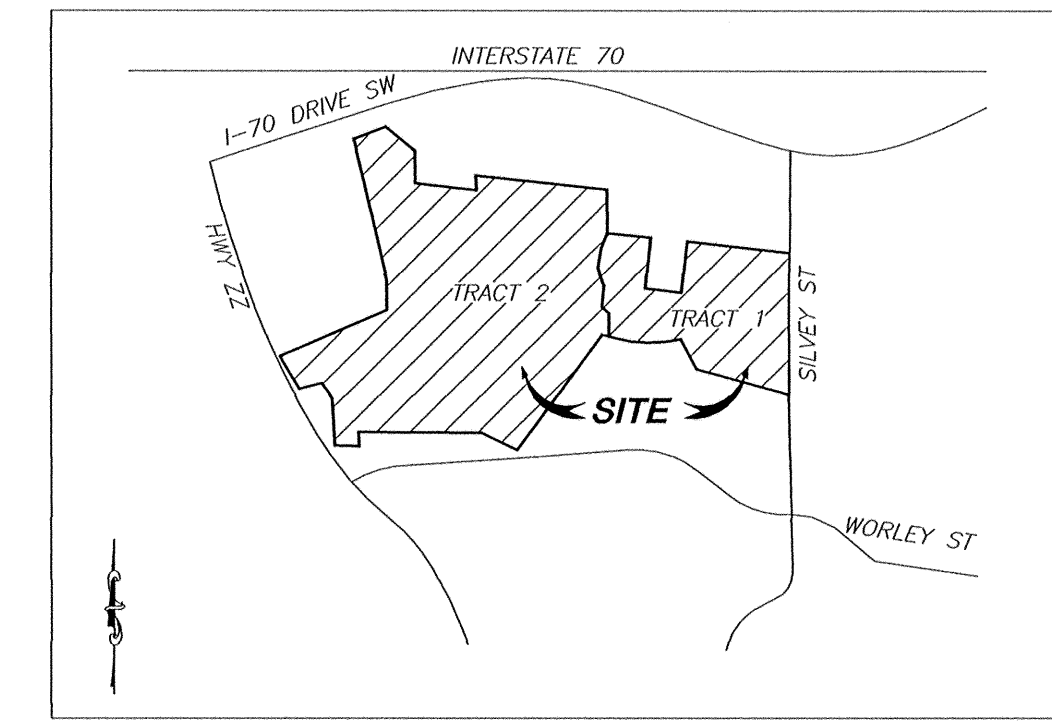 INTERSTATE 70
I-70 DRIVE SW
HWY ZZ
TRACT 2
TRACT 1
SILVEY ST
SITE
WORLEY ST